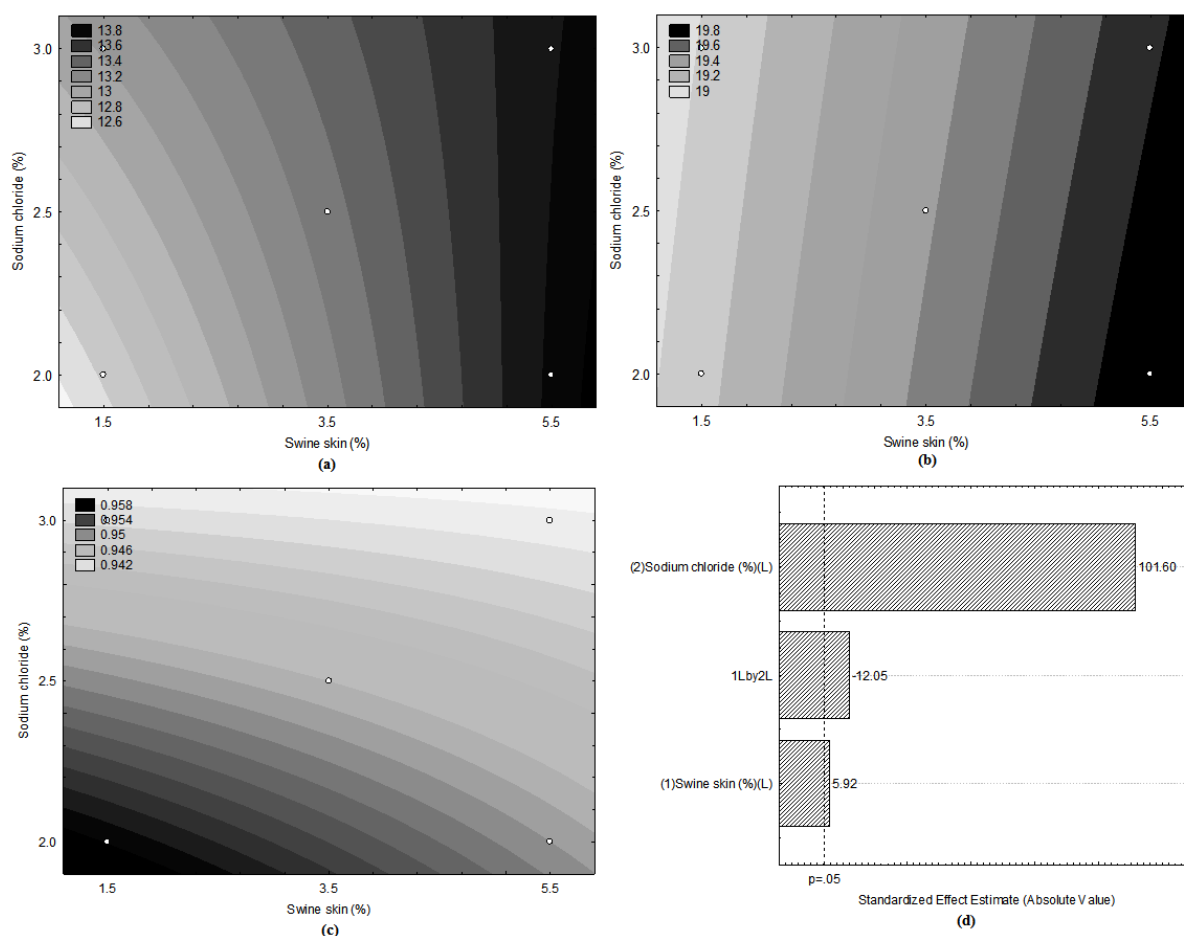 13.8
13.6
13.4
13.2
13
12.8
12.6
3.0
2.5
2.0
Sodium chloride (%)
1.5 3.5 5.5
Swine skin (%)
(a)
19.8
19.6
19.4
19.2
19
3.0
2.5
2.0
Sodium chloride (%)
1.5 3.5 5.5
Swine skin (%)
(b)
0.958
0.954
0.95
0.946
0.942
3.0
2.5
2.0
Sodium chloride (%)
1.5 3.5 5.5
Swine skin (%)
(c)
(2)Sodium chloride (%)(L) 101.60
1Lby2L -12.05
(1)Swine skin (%)(L) 5.92
p=.05
Standardized Effect Estimate (Absolute Value)
(d)